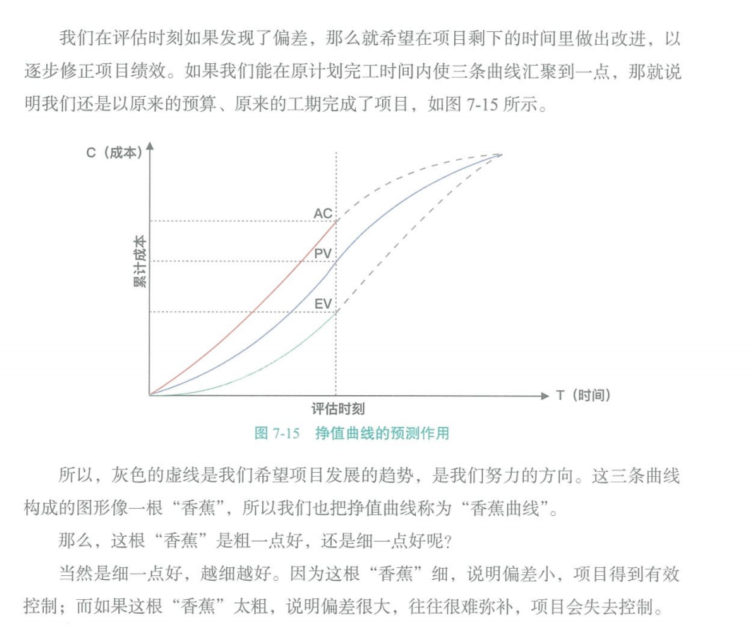 我们在评估时刻如果发现了偏差，那么就希望在项目剩下的时间里做出改进，以
逐步修正项目绩效。如果我们能在原计划完工时间内使三条曲线汇聚到一点，那就说
明我们还是以原来的预算、原来的工期完成了项目，如图 7-15 所示。
C（成本）
AC
PV
累计成本
EV
T（时间）
评估时刻
图 7-15 挣值曲线的预测作用
所以，灰色的虚线是我们希望项目发展的趋势，是我们努力的方向。这三条曲线
构成的图形像一根“香蕉”，所以我们也把挣值曲线称为“香蕉曲线”。
那么，这根“香蕉”是粗一点好，还是细一点好呢？
当然是细一点好，越细越好。因为这根“香蕉”细，说明偏差小，项目得到有效
控制；而如果这根“香蕉”太粗，说明偏差很大，往往很难弥补，项目会失去控制。